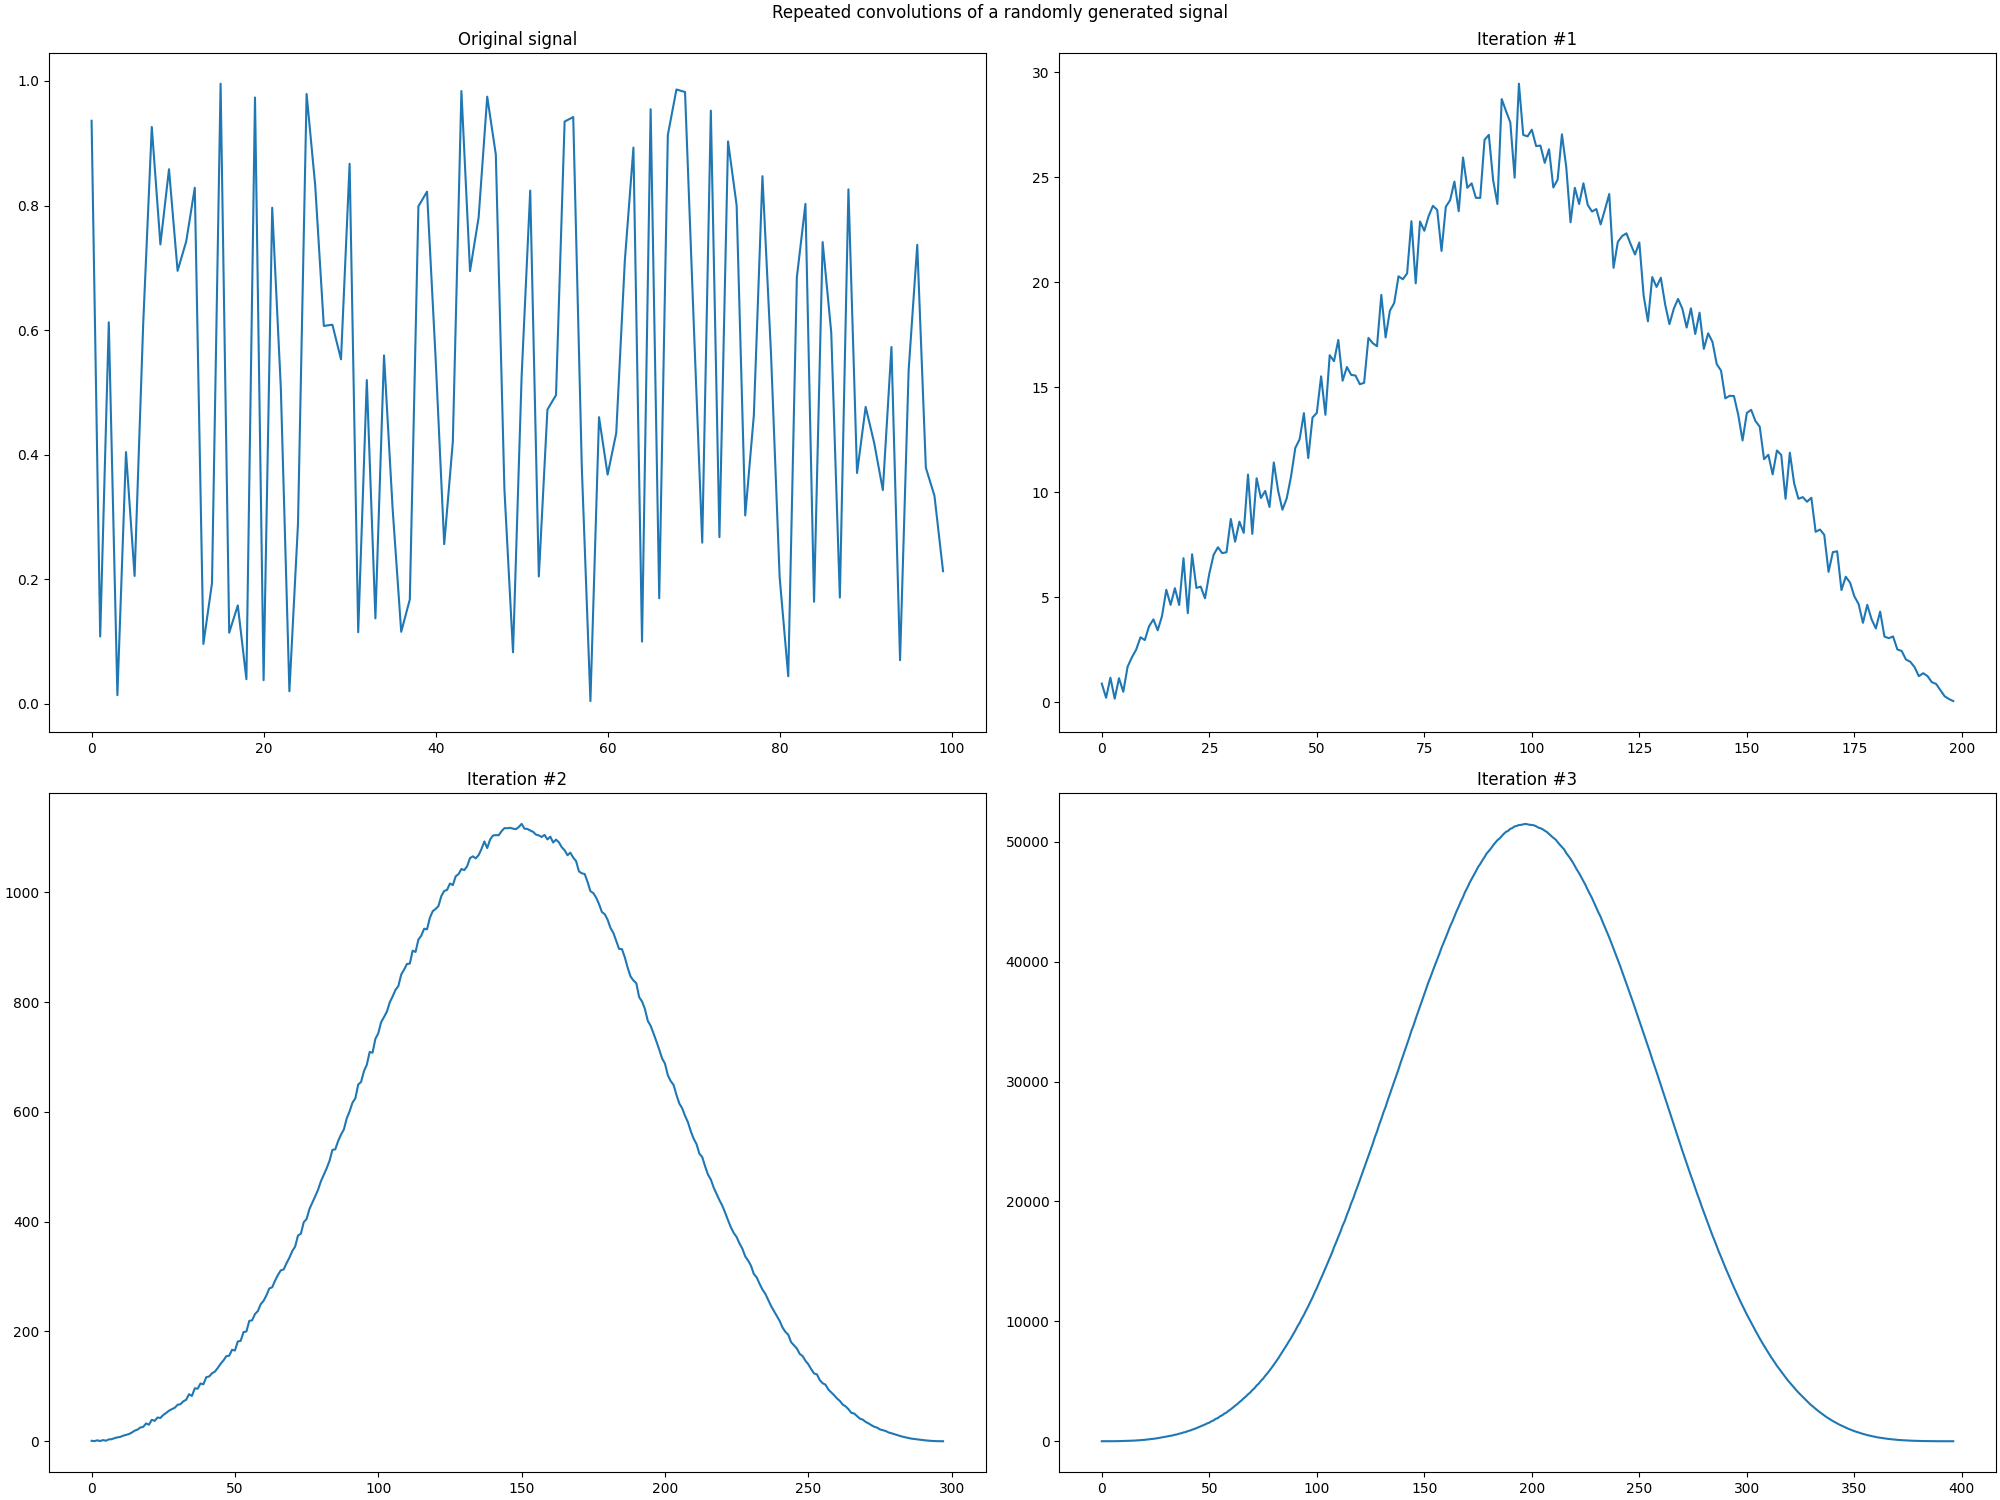 Repeated convolutions of a randomly generated signal
Original signal
1.0
0.8
0.6
0.4
0.2
0.0
0 20 40 60 80 100
Iteration #1
30
25
20
15
10
5
0
0 25 50 75 100 125 150 175 200
Iteration #2
1000
800
600
400
200
0
0 50 100 150 200 250 300
Iteration #3
50000
40000
30000
20000
10000
0
0 50 100 150 200 250 300 350 400